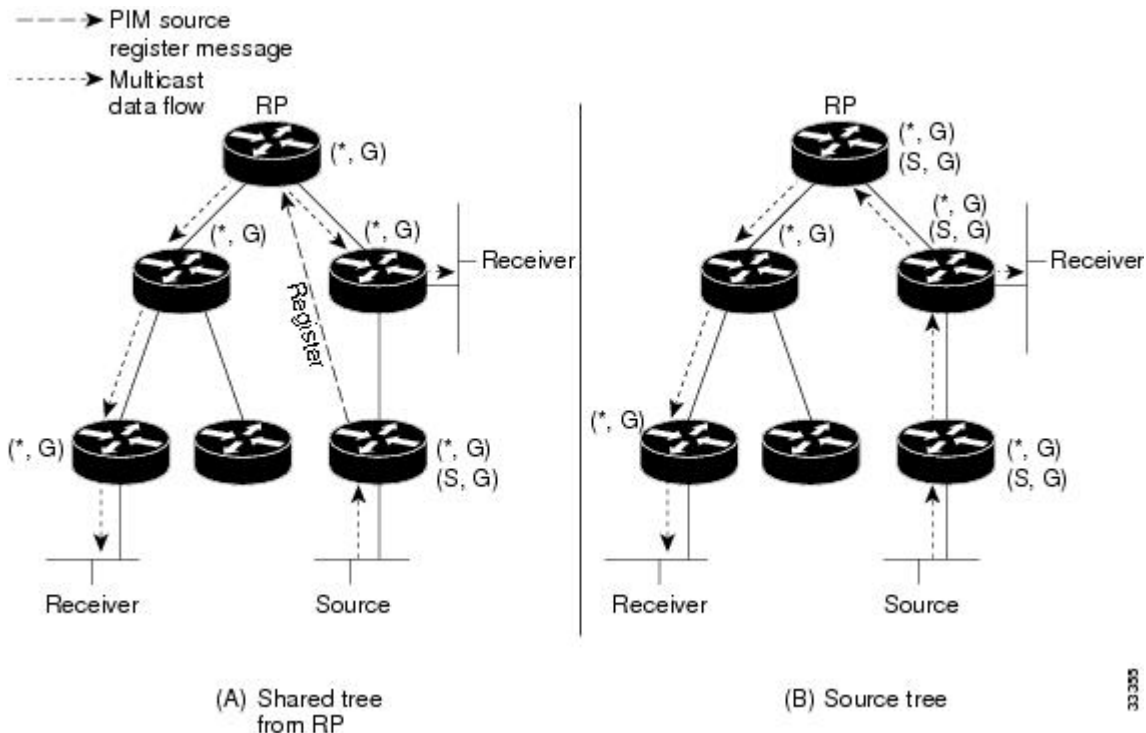 PIM source
register message
Multicast
data flow
RP
(*, G)
(*, G)
(*, G)
Receiver
Register
(*, G)
(*, G)
(S, G)
Receiver
Source
(A) Shared tree
from RP
RP
(*, G)
(S, G)
(*, G)
(*, G)
(S, G)
Receiver
(*, G)
(*, G)
(S, G)
Receiver
Source
(B) Source tree
33355